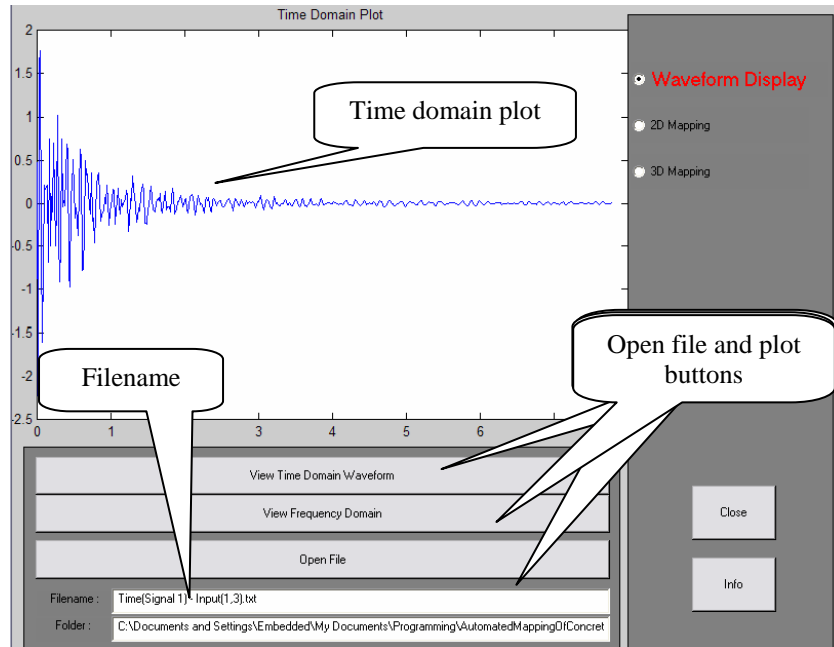 Time Domain Plot
2
1.5
1
0.5
0
-0.5
-1
-1.5
-2
-2.5
0 1 3 4 5 6
Time domain plot
Waveform Display
2D Mapping
3D Mapping
Filename
Open file and plot
buttons
View Time Domain Waveform
View Frequency Domain
Open File
Filename : Time(Signal 1) - Input(1,3).txt
Folder : C:\Documents and Settings\Embedded\My Documents\Programming\AutomatedMappingOfConcret
Close
Info